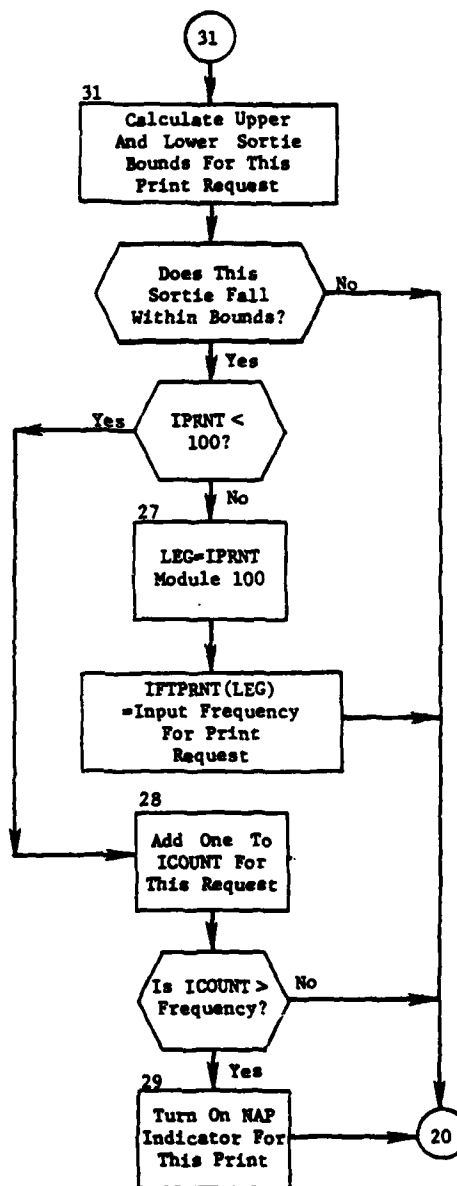 31
31
Calculate Upper
And Lower Sortie
Bounds For This
Print Request
Does This
Sortie Fall
Within Bounds?
No
Yes
IPRNT <
100?
Yes
No
27
LEG=IPRNT
Module 100
IFTPRNT(LEG)
=Input Frequency
For Print
Request
28
Add One To
ICOUNT For
This Request
Is ICOUNT >
Frequency?
No
Yes
29
Turn On NAP
Indicator For
This Print
20